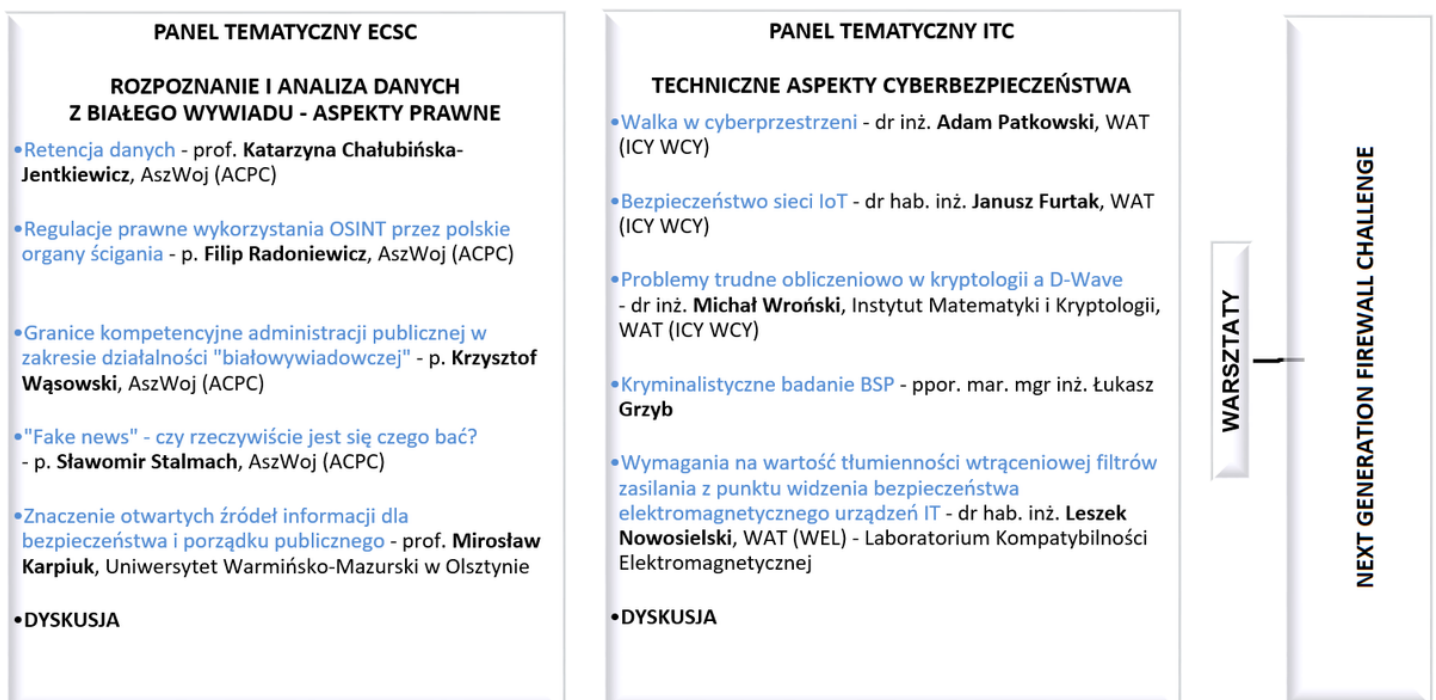 PANEL TEMATYCZNY ECSC
ROZPOZNANIE I ANALIZA DANYCH
Z BIAŁEGO WYWIADU - ASPEKTY PRAWNE
•Retencja danych - prof. Katarzyna Chałubińska-
Jentkiewicz, AszWoj (ACPC)
•Regulacje prawne wykorzystania OSINT przez polskie
organy ścigania - p. Filip Radoniewicz, AszWoj (ACPC)
•Granice kompetencyjne administracji publicznej w
zakresie działalności "białowywiadowczej" - p. Krzysztof
Wąsowski, AszWoj (ACPC)
•"Fake news" - czy rzeczywiście jest się czego bać?
- p. Sławomir Stalmach, AszWoj (ACPC)
•Znaczenie otwartych źródeł informacji dla
bezpieczeństwa i porządku publicznego - prof. Mirosław
Karpiuk, Uniwersytet Warmińsko-Mazurski w Olsztynie
•DYSKUSJA
PANEL TEMATYCZNY ITC
TECHNICZNE ASPEKTY CYBERBEZPIECZEŃSTWA
•Walka w cyberprzestrzeni - dr inż. Adam Patkowski, WAT
(ICY WCY)
•Bezpieczeństwo sieci IoT - dr hab. inż. Janusz Furtak, WAT
(ICY WCY)
•Problemy trudne obliczeniowo w kryptologii a D-Wave
- dr inż. Michał Wroński, Instytut Matematyki i Kryptologii,
WAT (ICY WCY)
•Kryminalistyczne badanie BSP - ppor. mar. mgr inż. Łukasz
Grzyb
•Wymagania na wartość tłumienności wtrąceniowej filtrów
zasilania z punktu widzenia bezpieczeństwa
elektromagnetycznego urządzeń IT - dr hab. inż. Leszek
Nowosielski, WAT (WEL) - Laboratorium Kompatybilności
Elektromagnetycznej
•DYSKUSJA
WARSZTATY
NEXT GENERATION FIREWALL CHALLENGE